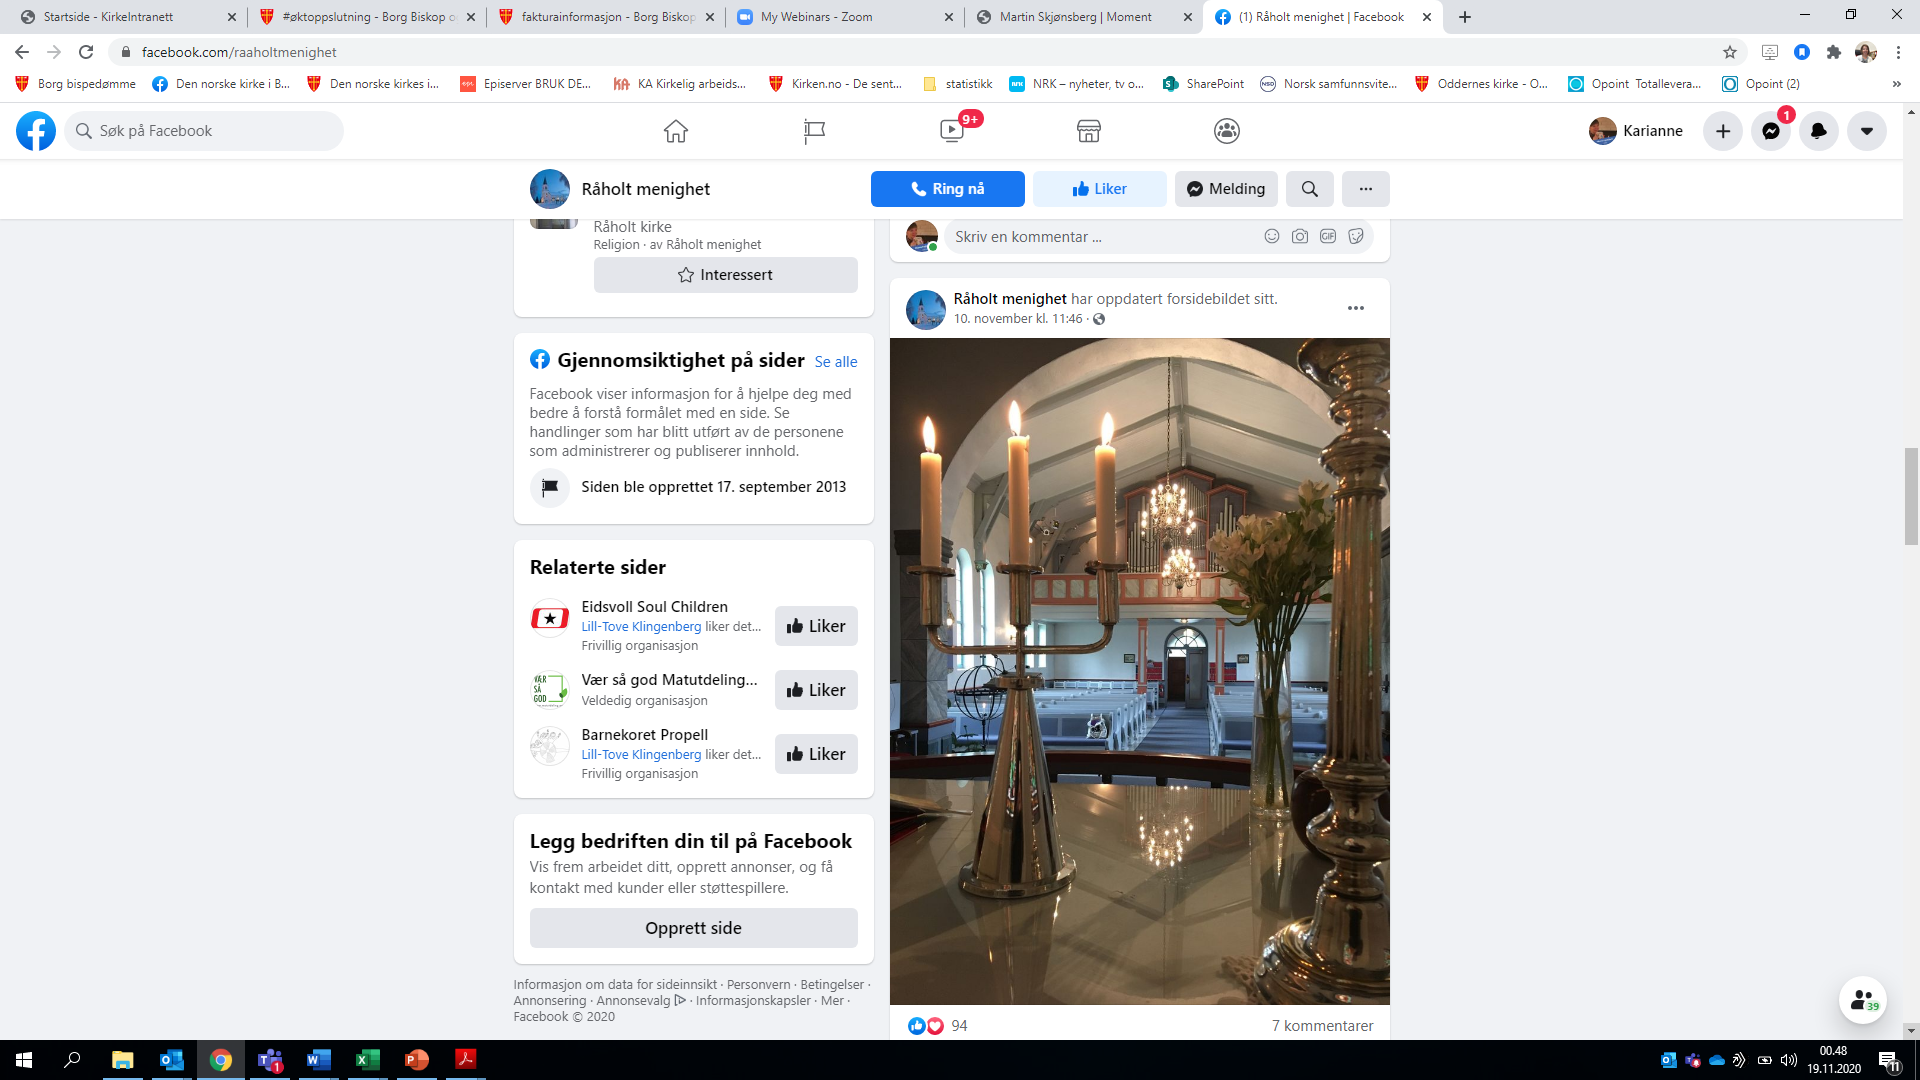 Startside - KirkeIntranett
#øktoppslutning - Borg Biskop o
fakturainformasjon - Borg Biskop
My Webinars - Zoom
Martin Skjønsberg | Moment
(1) Råholt menighet | Facebook
facebook.com/raaholtmenighet
Borg bispedømme
Den norske kirke i B...
Den norske kirkes i...
Episerver BRUK DE...
KA Kirkelig arbeids...
Kirken.no - De sent...
statistikk
NRK – nyheter, tv o...
SharePoint
Norsk samfunnsvite...
Oddernes kirke - O...
Opoint Totallevera...
Opoint (2)
Søk på Facebook
9+
Karianne
1
Råholt menighet
Ring nå
Liker
Melding
Råholt kirke
Religion · av Råholt menighet
Interessert
Gjennomsiktighet på sider
Se alle
Facebook viser informasjon for å hjelpe deg med
bedre å forstå formålet med en side. Se
handlinger som har blitt utført av de personene
som administrerer og publiserer innhold.
Siden ble opprettet 17. september 2013
Relaterte sider
Eidsvoll Soul Children
Lill-Tove Klingenberg liker det...
Frivillig organisasjon
Liker
VÆR
SÅ
GOD
Vær så god Matutdeling...
Veldedig organisasjon
Liker
Barnekoret Propell
Lill-Tove Klingenberg liker det...
Frivillig organisasjon
Liker
Legg bedriften din til på Facebook
Vis frem arbeidet ditt, opprett annonser, og få
kontakt med kunder eller støttespillere.
Opprett side
Informasjon om data for sideinnsikt · Personvern · Betingelser ·
Annonsering · Annonsevalg · Informasjonskapsler · Mer ·
Facebook © 2020
Skriv en kommentar ...
GIF
Råholt menighet har oppdatert forsidebildet sitt.
10. november kl. 11:46 ·
94
7 kommentarer
39
1
00.48
19.11.2020
11